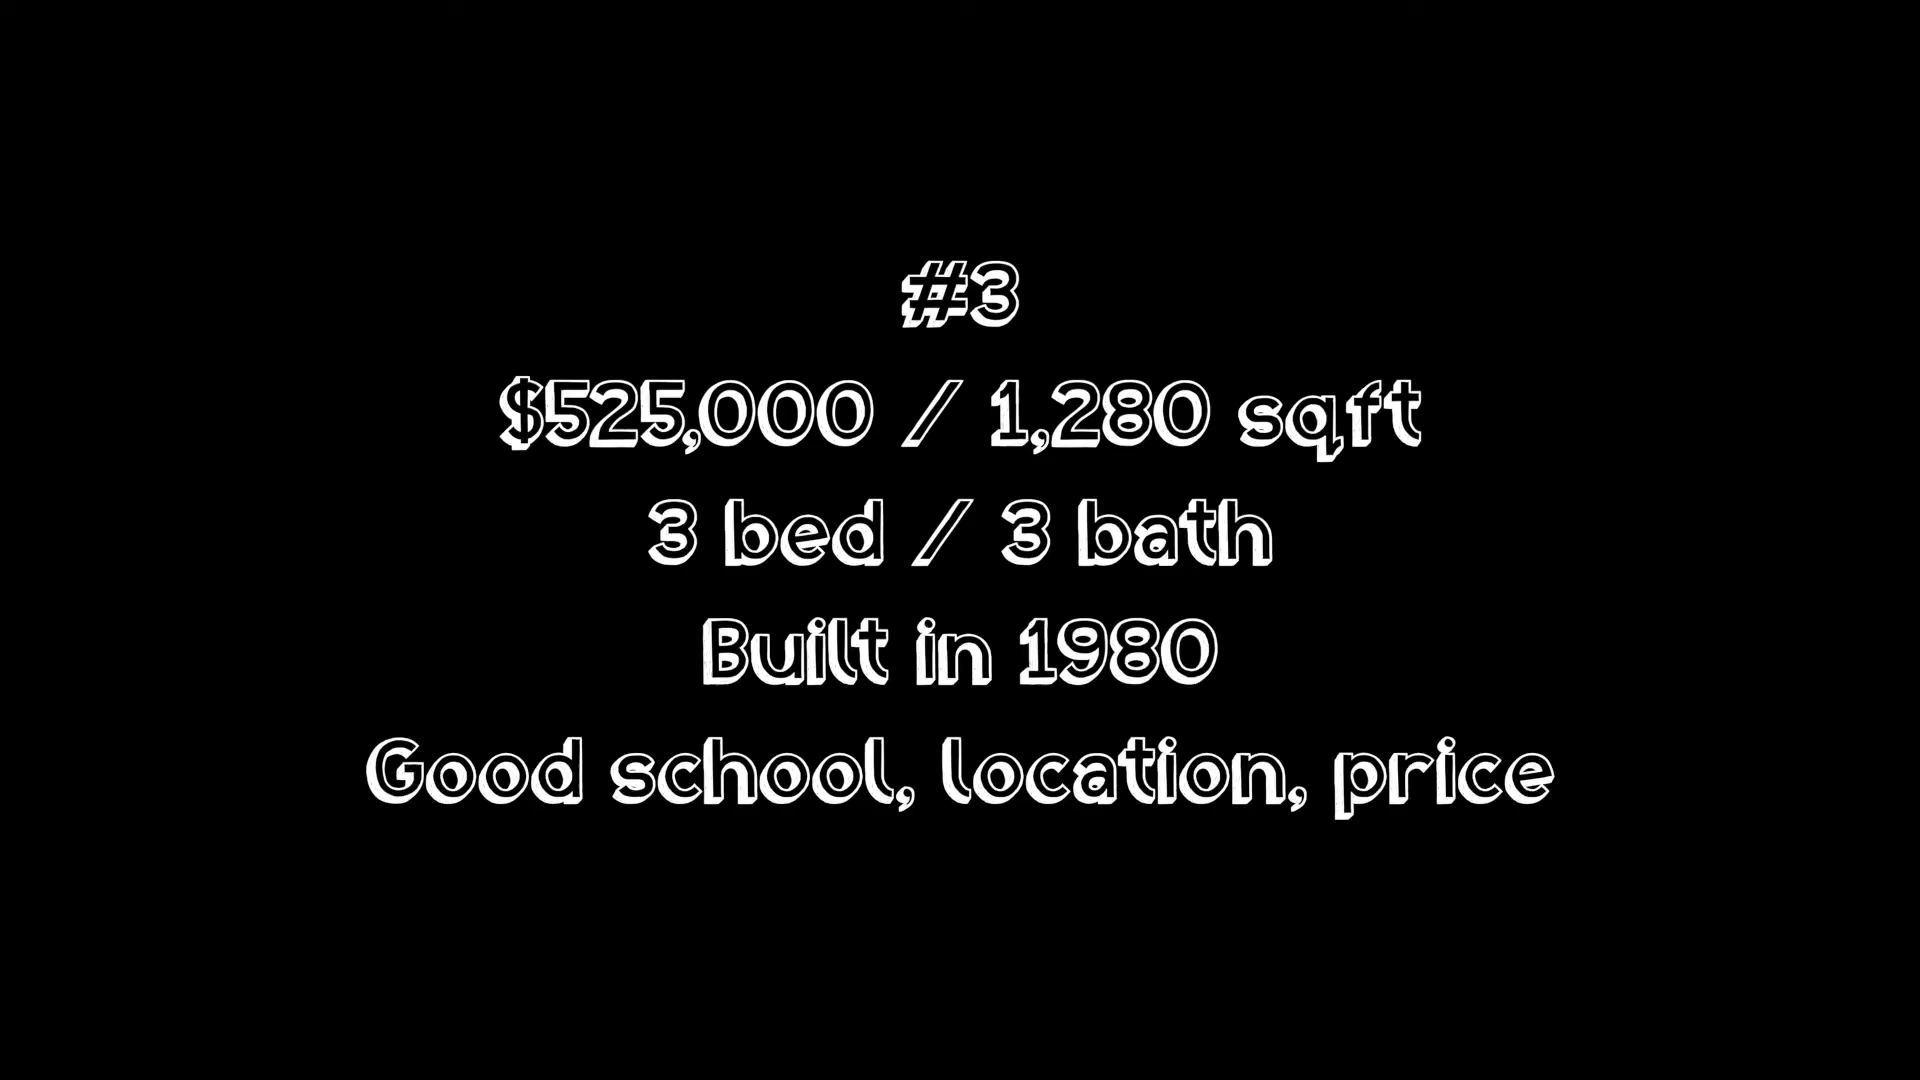 #3
$525,000 / 1,280 sqft
3 bed / 3 bath
Built in 1980
Good school, location, price